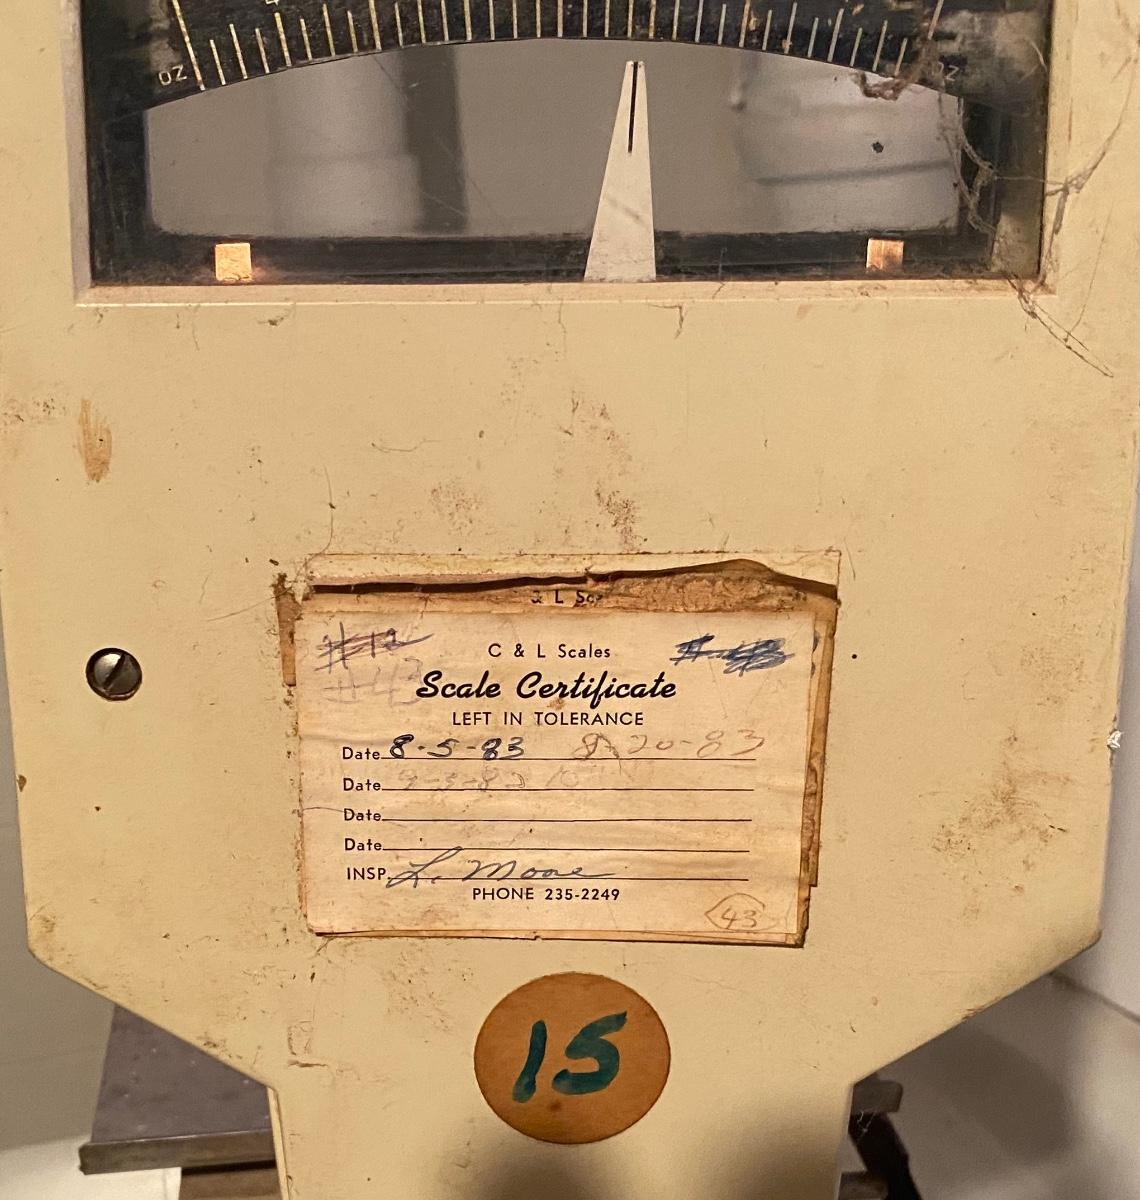 OZ
& L Sc
#12
#43
C & L Scales
Scale Certificate
LEFT IN TOLERANCE
Date 8-5-83 8-20-83
Date
Date
Date
INSP. L. Moore
PHONE 235-2249
43
15